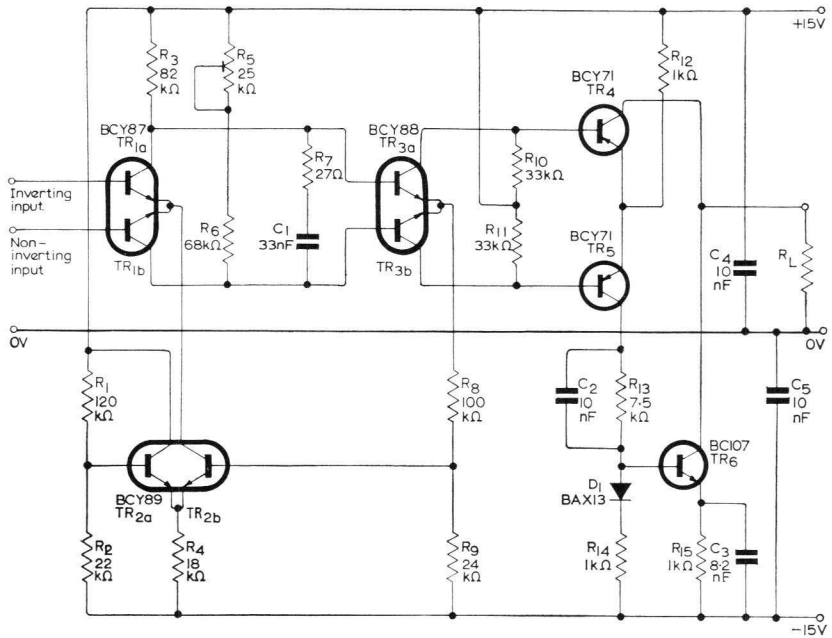 +15V
R3
82
kΩ
R5
25
kΩ
R12
1kΩ
BCY71
TR4
BCY87
TR1a
BCY88
TR3a
R7
27Ω
R10
33kΩ
Inverting
input.
Non-
inverting
input
R6
68kΩ
C1
33nF
R11
33kΩ
BCY71
TR5
TR1b
TR3b
C4
10
nF
RL
0V
0V
R1
120
kΩ
R8
100
kΩ
C2
10
nF
R13
7·5
kΩ
C5
10
nF
BC107
TR6
BCY89
TR2a
TR2b
D1
BAX13
R2
22
kΩ
R4
18
kΩ
R9
24
kΩ
R14
1kΩ
R15
1kΩ
C3
8·2
nF
-15V